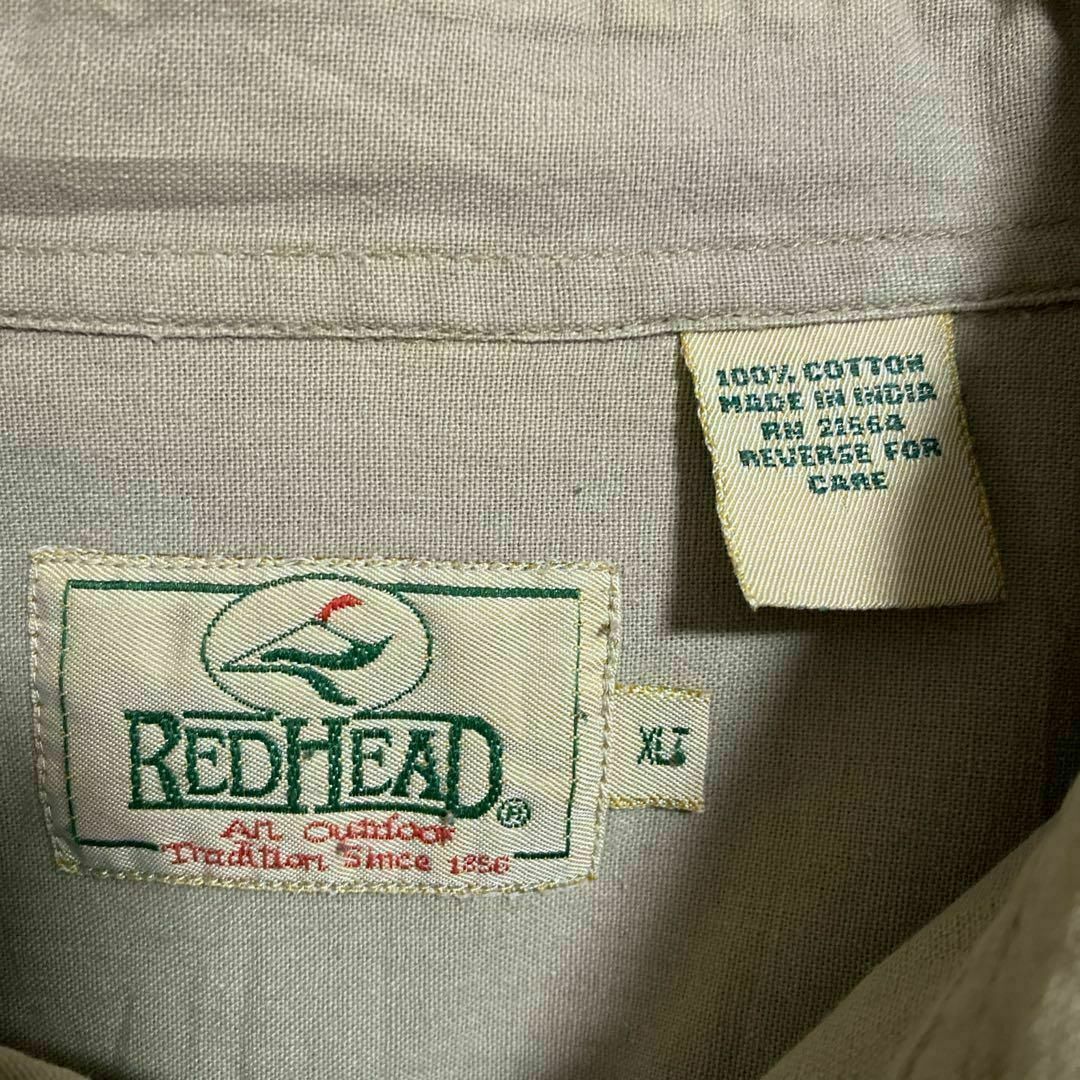 100% COTTON
MADE IN INDIA
RN 21564
REVERSE FOR
CARE
REDHEAD®
An Outdoor
Tradition Since 1856
XLT